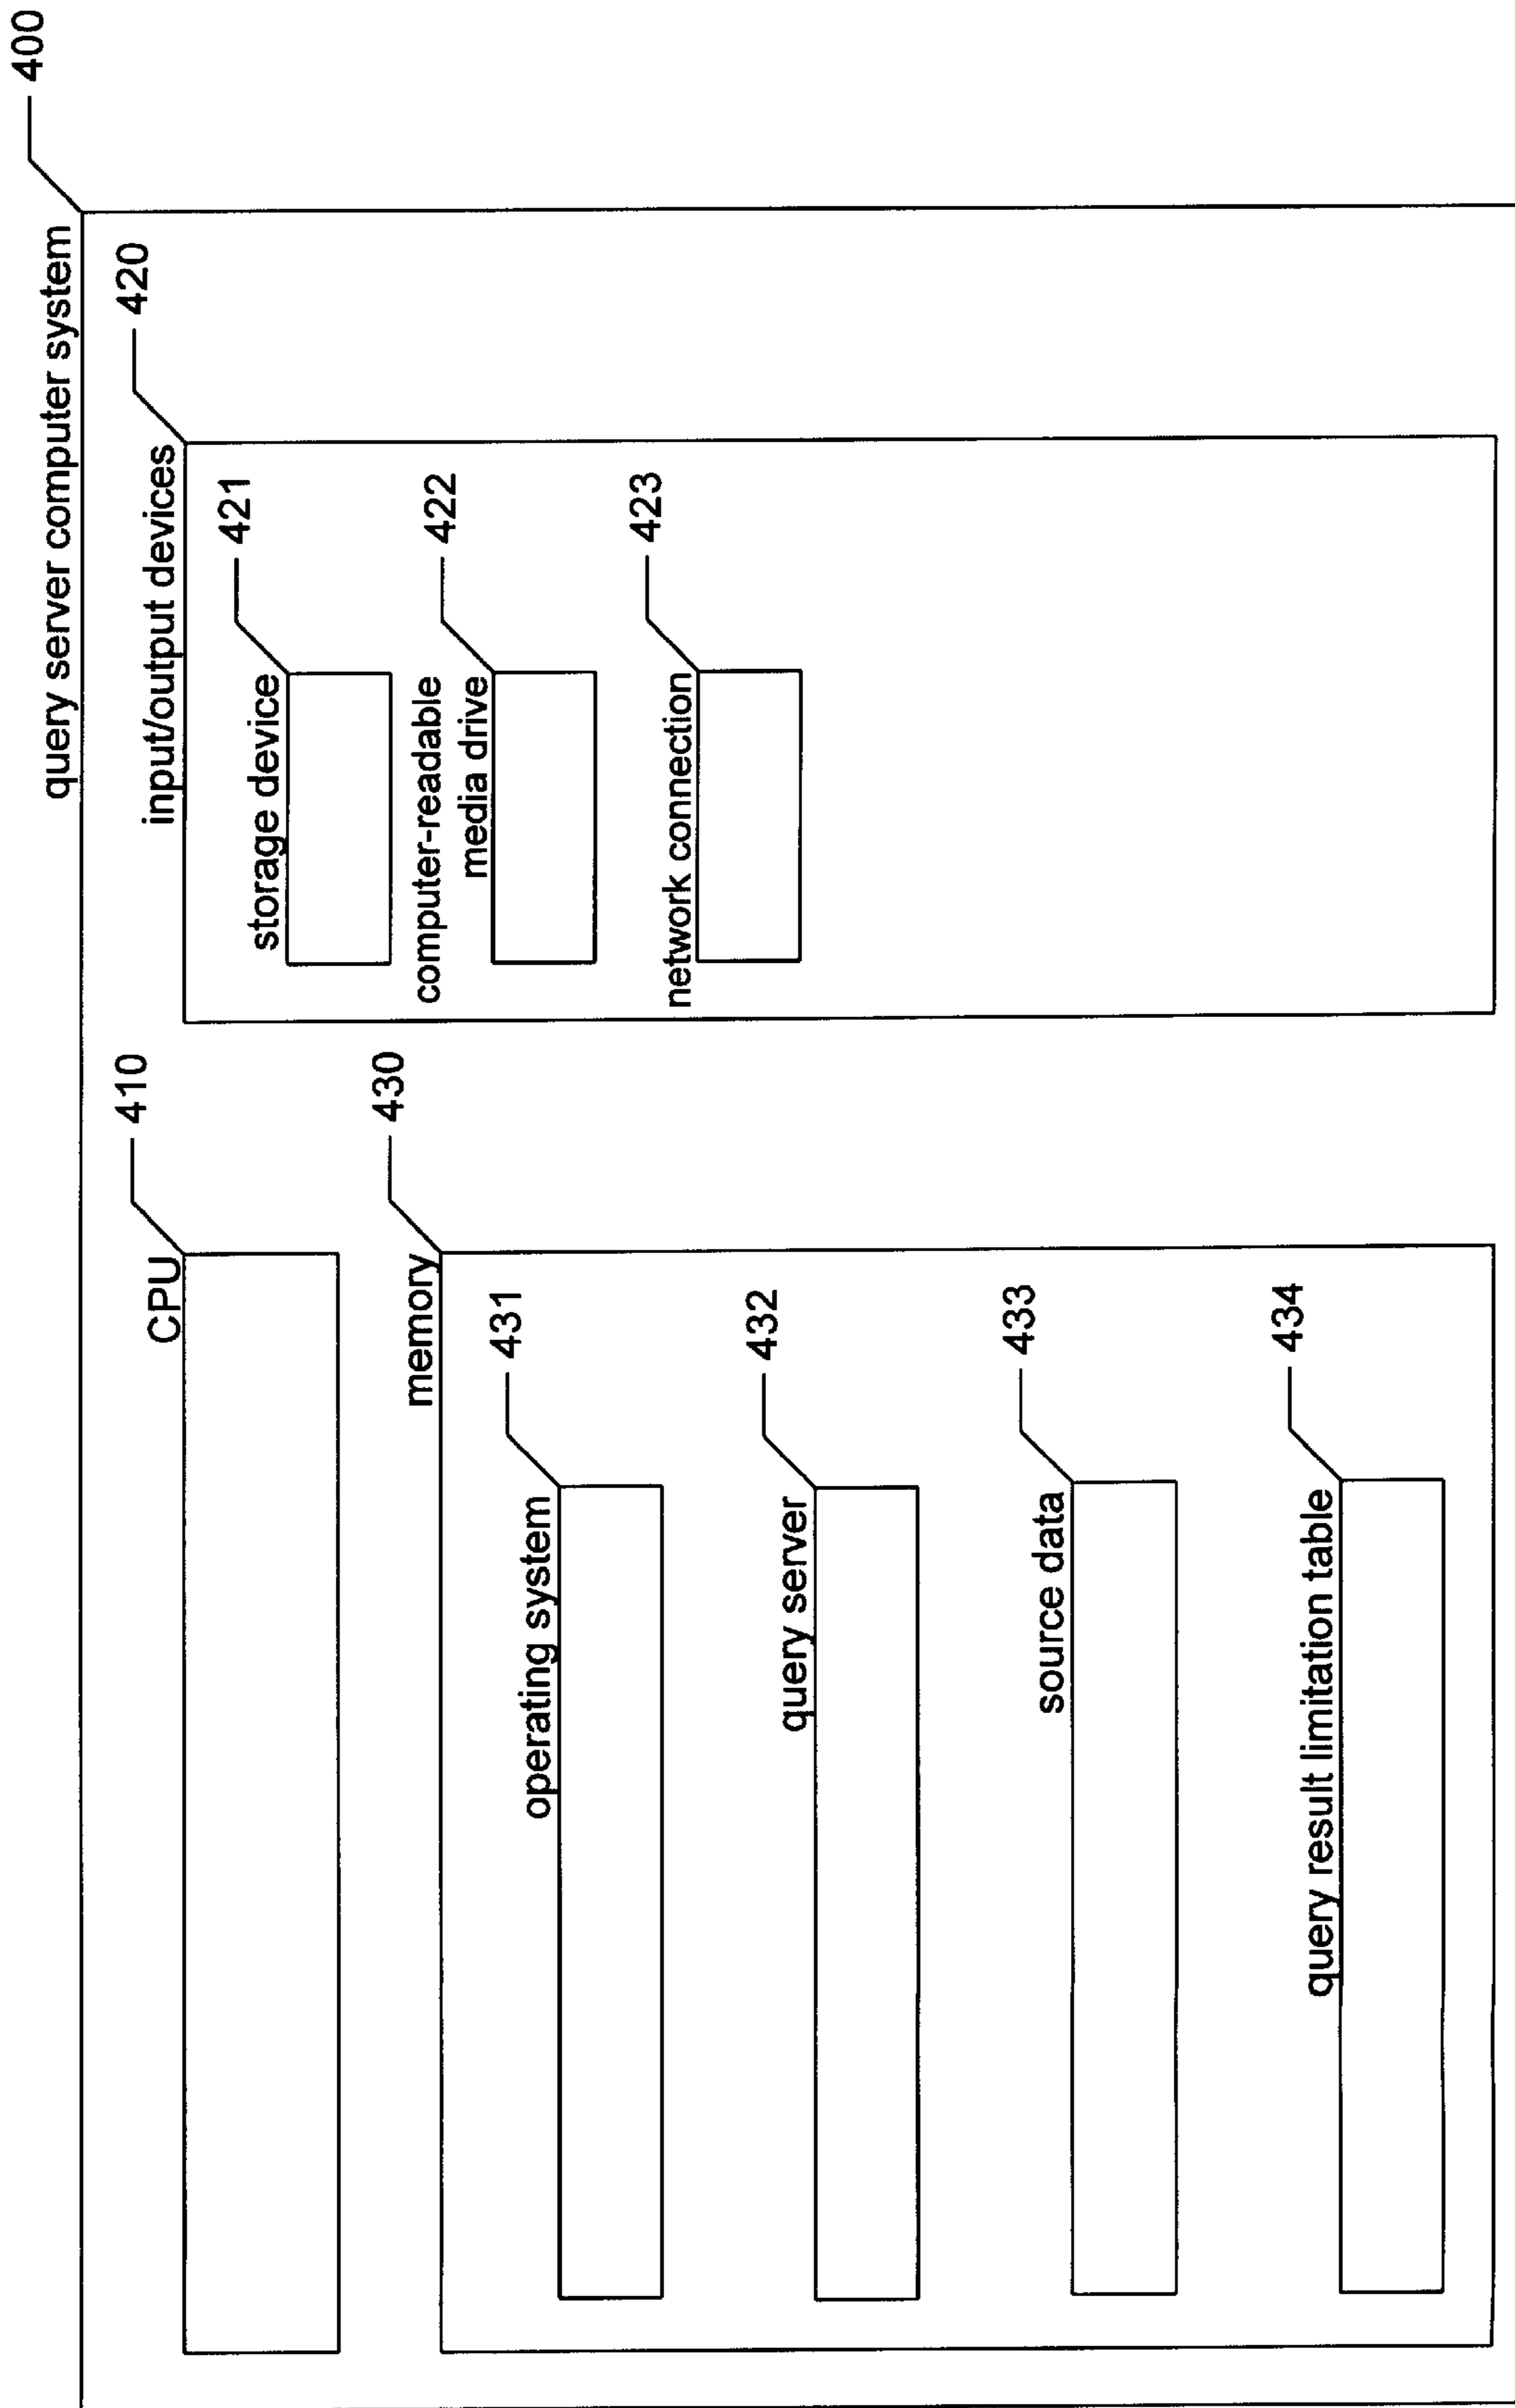 400
query server computer system
410
CPU
420
input/output devices
421
storage device
422
computer-readable
media drive
423
network connection
430
memory
431
operating system
432
query server
433
source data
434
query result limitation table